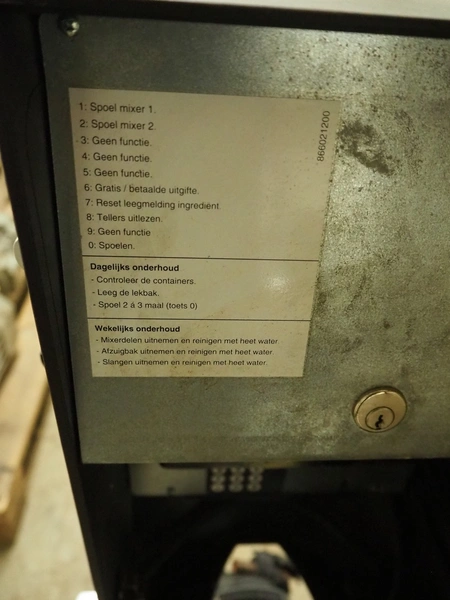 1: Spoel mixer 1.
2: Spoel mixer 2.
3: Geen functie.
4: Geen functie.
5: Geen functie.
6: Gratis / betaalde uitgifte.
7: Reset leegmelding ingrediënt.
8: Tellers uitlezen.
9: Geen functie
0: Spoelen.
866021200
Dagelijks onderhoud
- Controleer de containers.
- Leeg de lekbak.
- Spoel 2 à 3 maal (toets 0)
Wekelijks onderhoud
- Mixerdelen uitnemen en reinigen met heet water.
- Afzuigbak uitnemen en reinigen met heet water.
- Slangen uitnemen en reinigen met heet water.